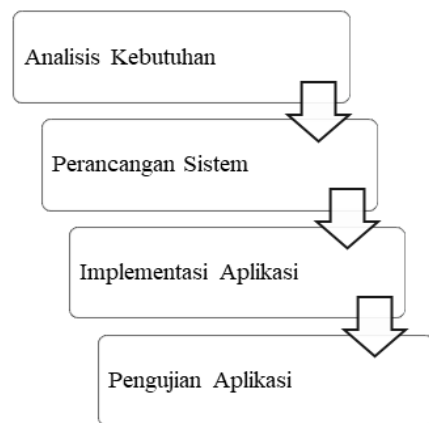 Analisis Kebutuhan
Perancangan Sistem
Implementasi Aplikasi
Pengujian Aplikasi